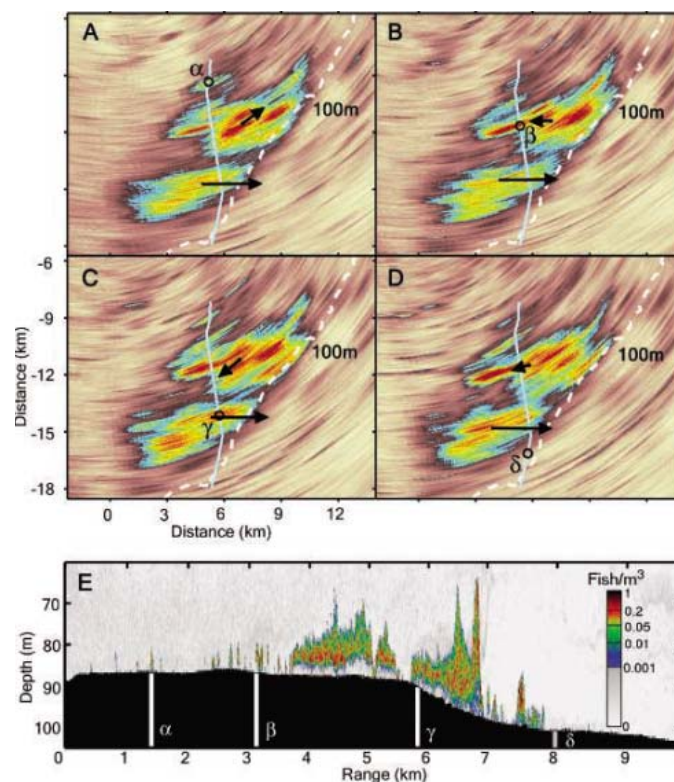 A
α
100m
B
β
100m
C
γ
100m
D
δ
100m
-6
-9
-12
-15
-18
Distance (km)
0 3 6 9 12
Distance (km)
E
Fish/m³
1
0.2
0.05
0.01
0.001
0
70
80
90
100
Depth (m)
α β γ δ
0 1 2 3 4 5 6 7 8 9
Range (km)